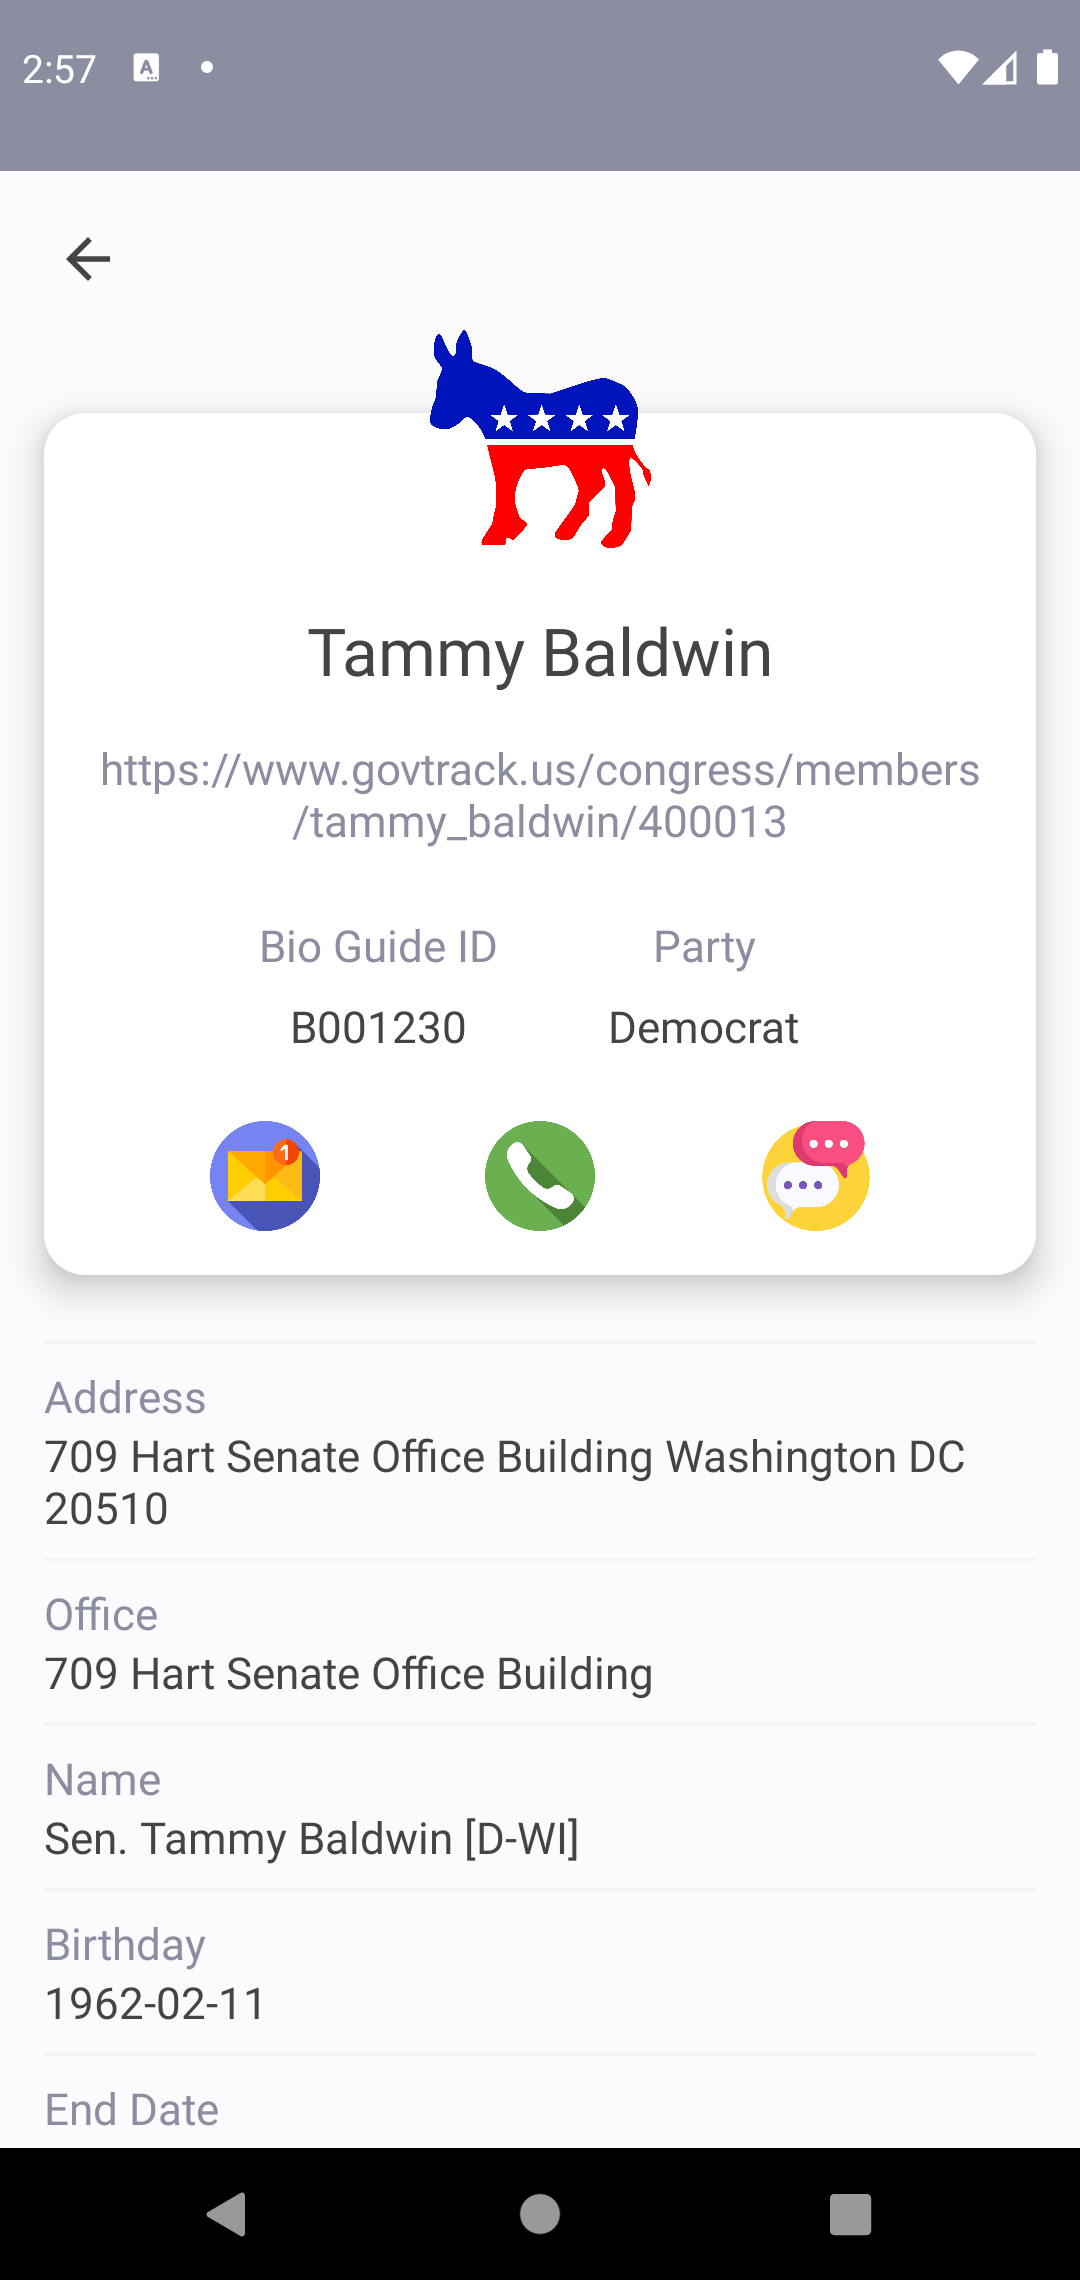 2:57
Tammy Baldwin
https://www.govtrack.us/congress/members
/tammy_baldwin/400013
Bio Guide ID
Party
B001230
Democrat
1
Address
709 Hart Senate Office Building Washington DC
20510
Office
709 Hart Senate Office Building
Name
Sen. Tammy Baldwin [D-WI]
Birthday
1962-02-11
End Date